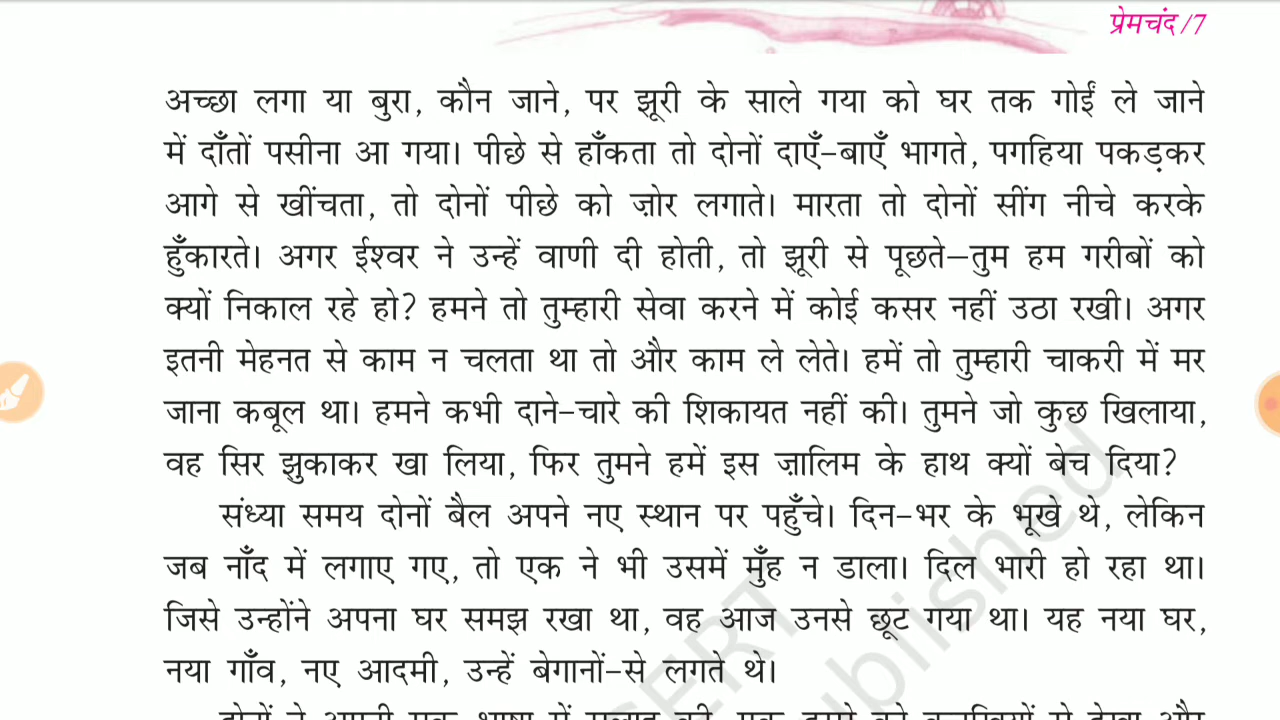 प्रेमचंद/7
अच्छा लगा या बुरा, कौन जाने, पर झूरी के साले गया को घर तक गोईं ले जाने
में दाँतों पसीना आ गया। पीछे से हाँकता तो दोनों दाएँ–बाएँ भागते, पगहिया पकड़कर
आगे से खींचता, तो दोनों पीछे को ज़ोर लगाते। मारता तो दोनों सींग नीचे करके
हुँकारते। अगर ईश्वर ने उन्हें वाणी दी होती, तो झूरी से पूछते–तुम हम गरीबों को
क्यों निकाल रहे हो? हमने तो तुम्हारी सेवा करने में कोई कसर नहीं उठा रखी। अगर
इतनी मेहनत से काम न चलता था तो और काम ले लेते। हमें तो तुम्हारी चाकरी में मर
जाना कबूल था। हमने कभी दाने–चारे की शिकायत नहीं की। तुमने जो कुछ खिलाया,
वह सिर झुकाकर खा लिया, फिर तुमने हमें इस ज़ालिम के हाथ क्यों बेच दिया?
संध्या समय दोनों बैल अपने नए स्थान पर पहुँचे। दिन–भर के भूखे थे, लेकिन
जब नाँद में लगाए गए, तो एक ने भी उसमें मुँह न डाला। दिल भारी हो रहा था।
जिसे उन्होंने अपना घर समझ रखा था, वह आज उनसे छूट गया था। यह नया घर,
नया गाँव, नए आदमी, उन्हें बेगानों–से लगते थे।